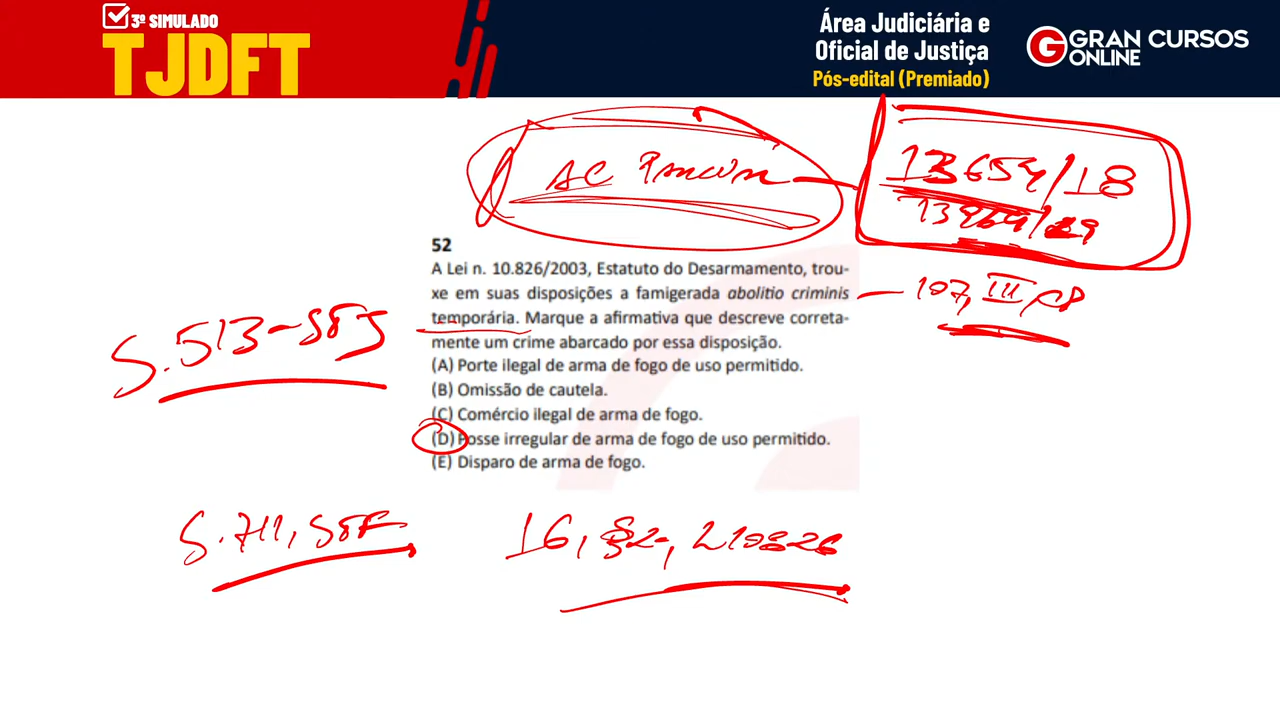 3º SIMULADO
TJDFT
Área Judiciária e
Oficial de Justiça
Pós-edital (Premiado)
GRAN CURSOS
ONLINE
AC
13654/18
107, III, CP
52
A Lei n. 10.826/2003, Estatuto do Desarmamento, trou-
xe em suas disposições a famigerada abolitio criminis
temporária. Marque a afirmativa que descreve correta-
mente um crime abarcado por essa disposição.
(A) Porte ilegal de arma de fogo de uso permitido.
(B) Omissão de cautela.
(C) Comércio ilegal de arma de fogo.
(D) Posse irregular de arma de fogo de uso permitido.
(E) Disparo de arma de fogo.
S. 513-STJ
S. 711, STF
16, §2º, L10826